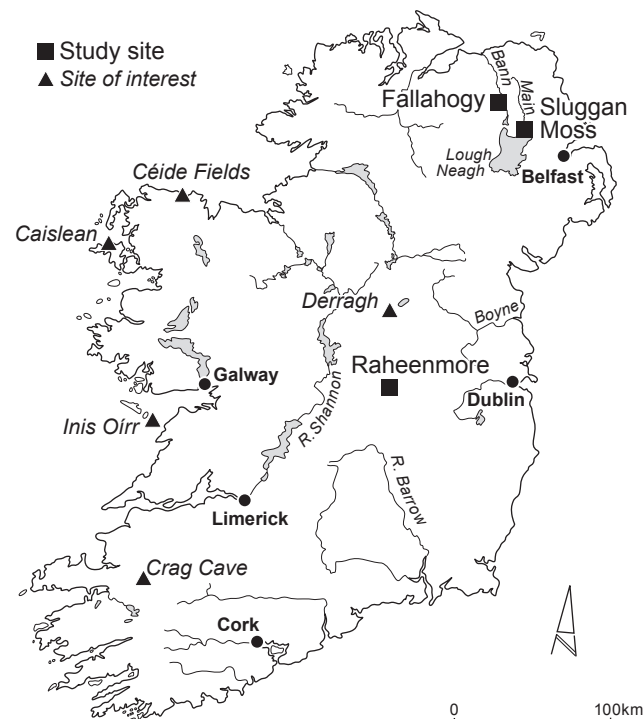 Study site
Site of interest
Bann
Main
Fallahogy
Sluggan
Moss
Lough
Neagh
Belfast
Céide Fields
Caislean
Derragh
Boyne
Raheenmore
Galway
Dublin
Inis Oírr
R. Shannon
R. Barrow
Limerick
Crag Cave
Cork
0
100km